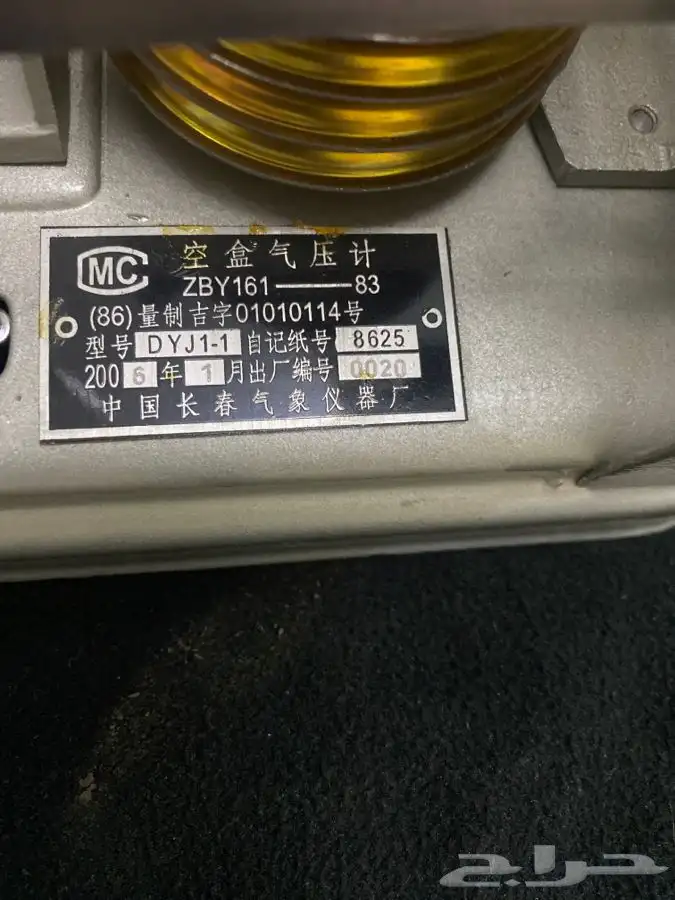 MC 空盒气压计
ZBY161——83
(86)量制吉字01010114号
型号 DYJ1-1 自记纸号 8625
2006年1月出厂编号 0020
中国长春气象仪器厂
حراج